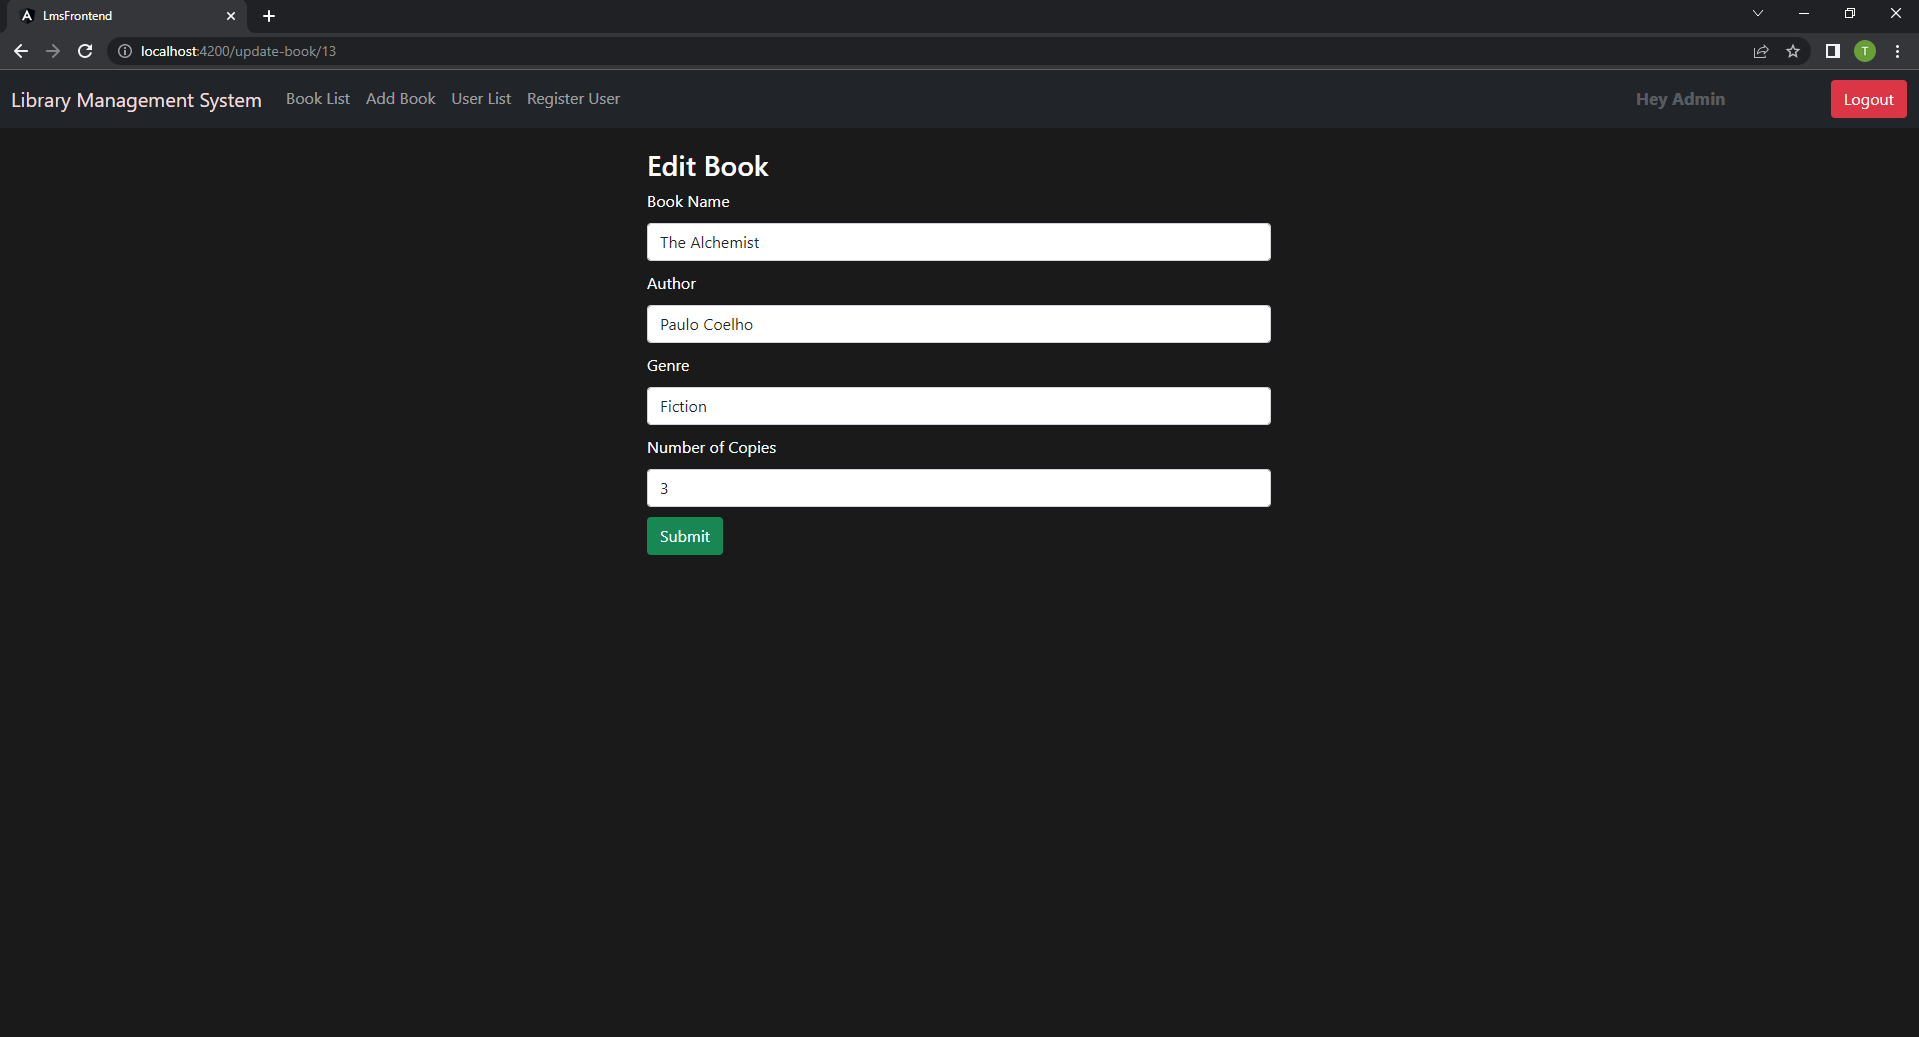 LmsFrontend
localhost:4200/update-book/13
T
Library Management System Book List Add Book User List Register User Hey Admin Logout
Edit Book
Book Name
The Alchemist
Author
Paulo Coelho
Genre
Fiction
Number of Copies
3
Submit